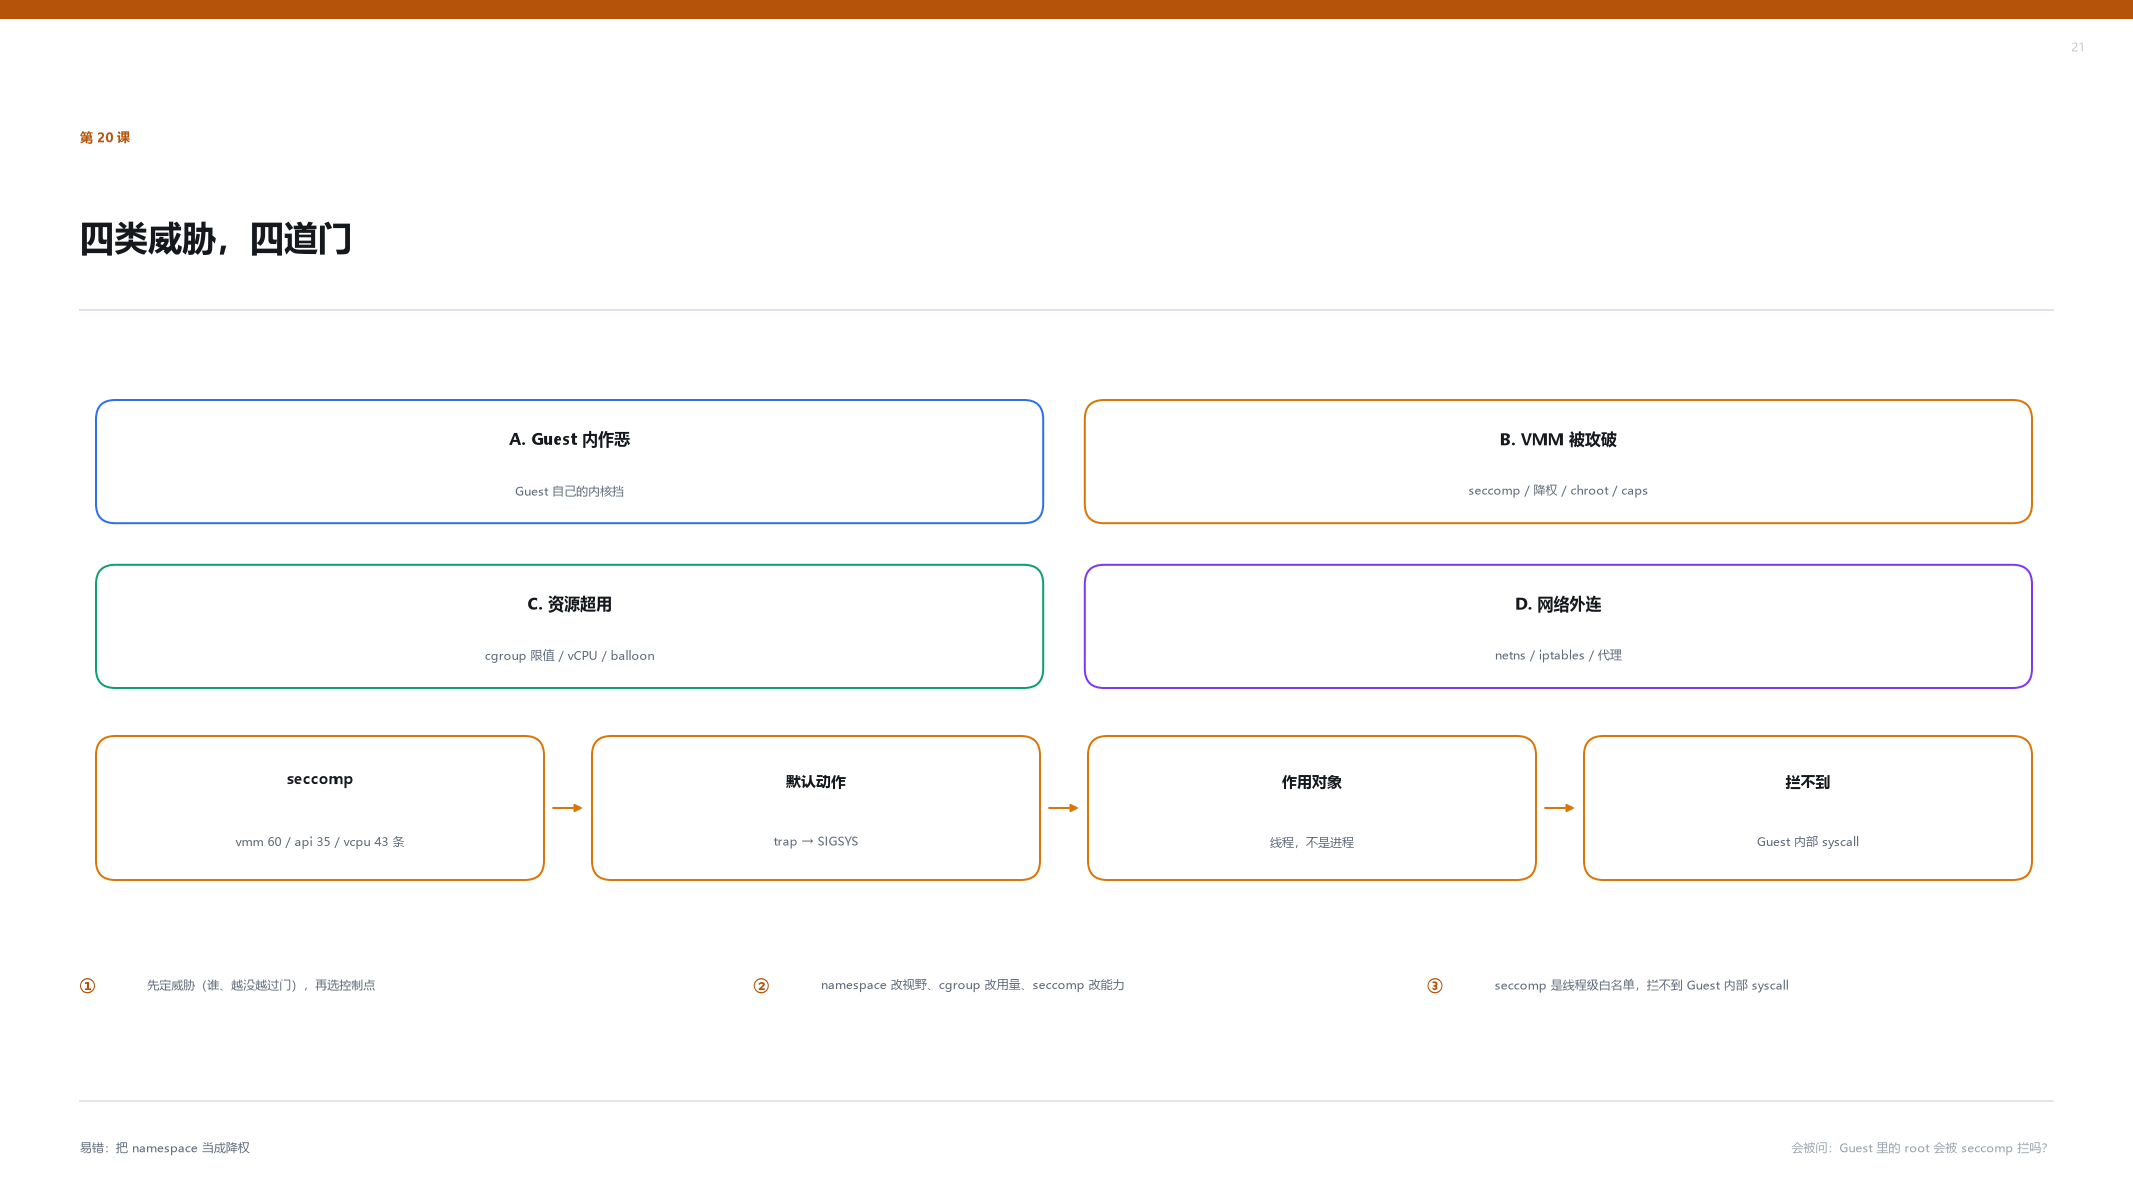 21
第 20 课
四类威胁，四道门
A. Guest 内作恶
Guest 自己的内核挡
B. VMM 被攻破
seccomp / 降权 / chroot / caps
C. 资源超用
cgroup 限值 / vCPU / balloon
D. 网络外连
netns / iptables / 代理
seccomp
vmm 60 / api 35 / vcpu 43 条
默认动作
trap → SIGSYS
作用对象
线程，不是进程
拦不到
Guest 内部 syscall
① 先定威胁（谁、越没越过门），再选控制点
② namespace 改视野、cgroup 改用量、seccomp 改能力
③ seccomp 是线程级白名单，拦不到 Guest 内部 syscall
易错：把 namespace 当成降权
会被问：Guest 里的 root 会被 seccomp 拦吗？